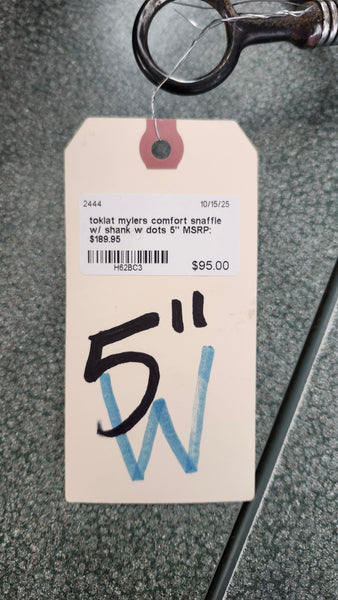 2444 10/15/25
toklat mylers comfort snaffle
w/ shank w dots 5" MSRP:
$189.95
H62BC3 $95.00
5"
W